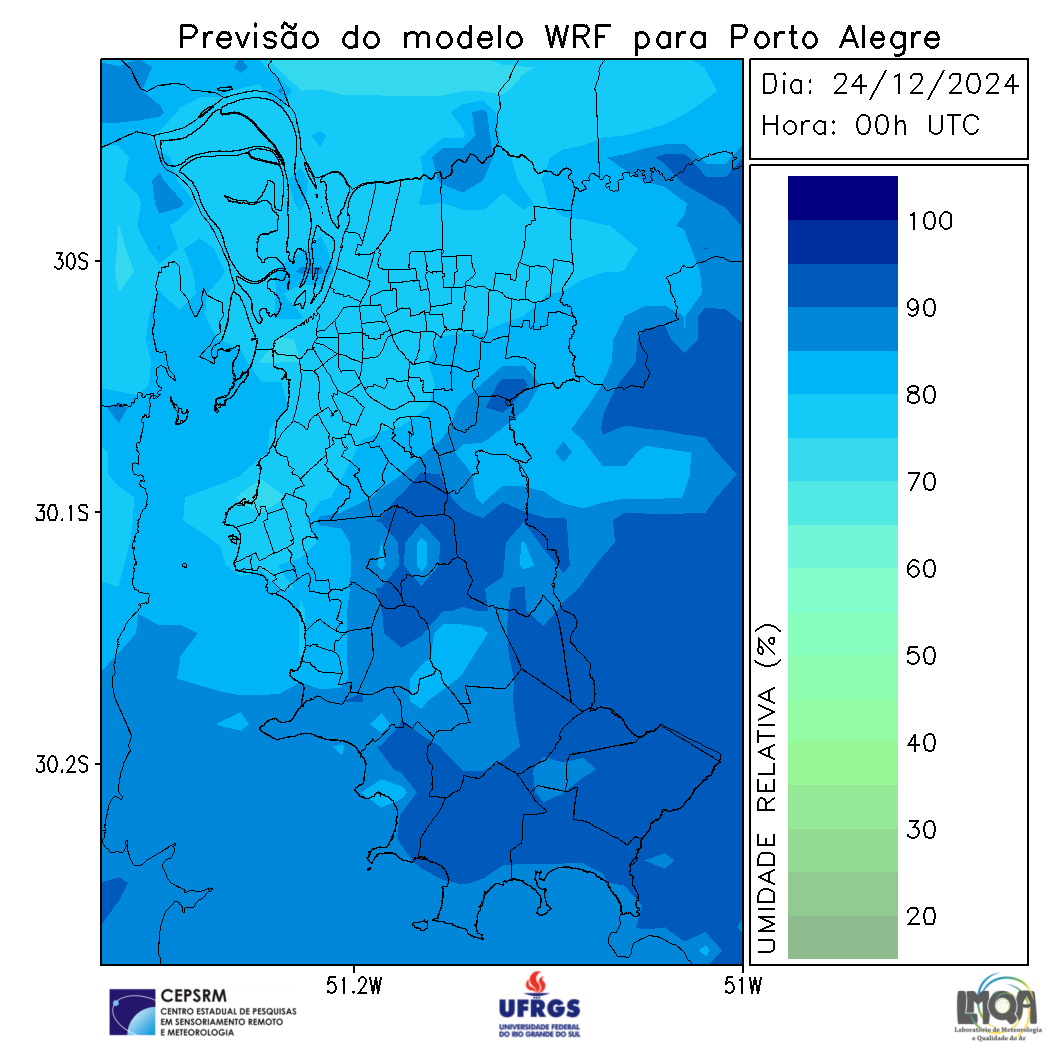 Previsão do modelo WRF para Porto Alegre
Dia: 24/12/2024
Hora: 00h UTC
100
90
80
70
60
50
40
30
20
UMIDADE RELATIVA (%)
30S
30.1S
30.2S
51.2W
51W
CEPSRM
CENTRO ESTADUAL DE PESQUISAS
EM SENSORIAMENTO REMOTO
E METEOROLOGIA
UFRGS
UNIVERSIDADE FEDERAL
DO RIO GRANDE DO SUL
LMQA
Laboratório de Meteorologia
e Qualidade do Ar